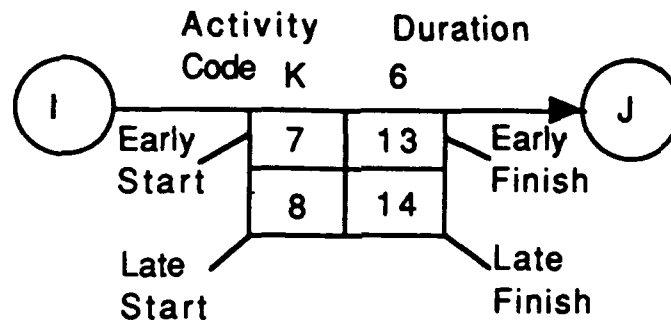 Activity Duration
Code K 6
I J
Early 7 13 Early
Start Finish
8 14
Late Late
Start Finish